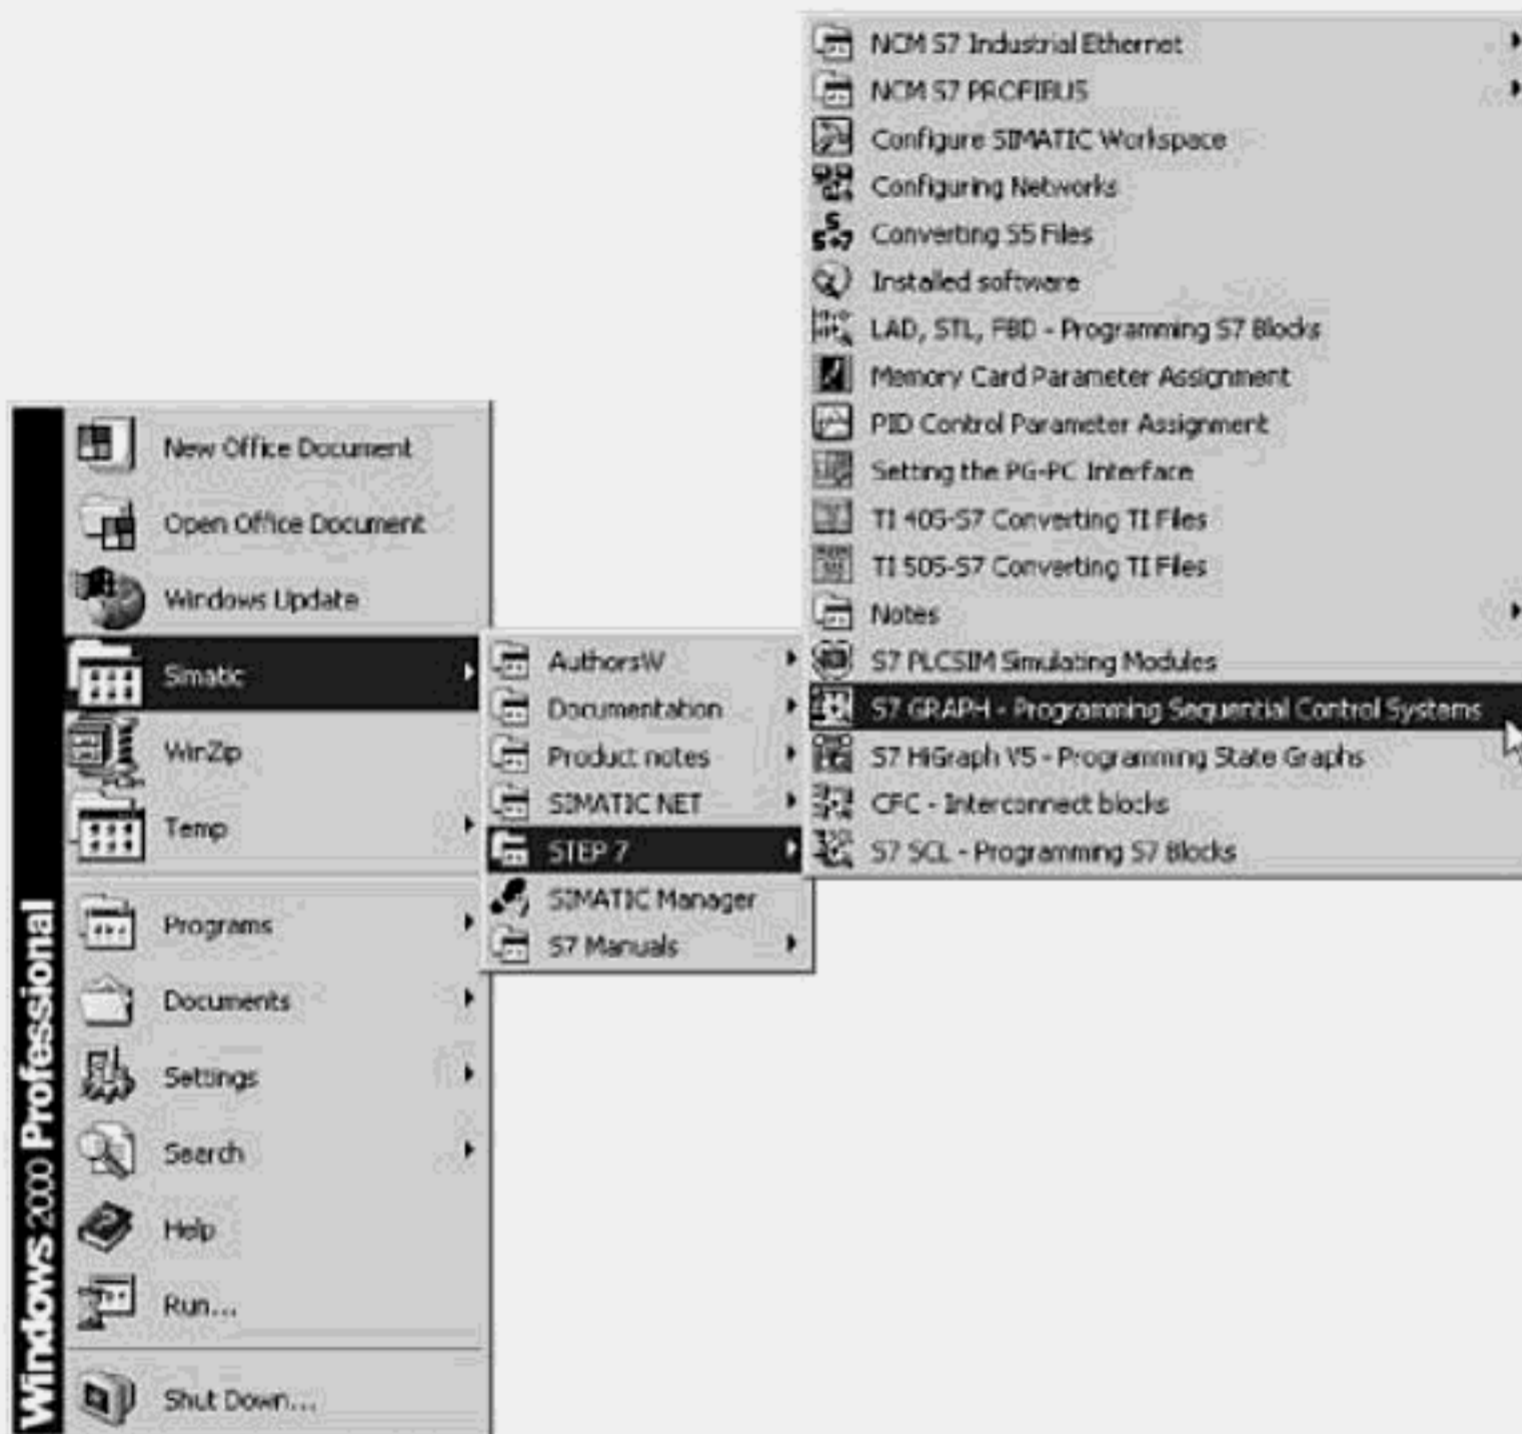 NCM S7 Industrial Ethernet
NCM S7 PROFIBUS
Configure SIMATIC Workspace
Configuring Networks
Converting S5 Files
Installed software
LAD, STL, FBD - Programming S7 Blocks
Memory Card Parameter Assignment
PID Control Parameter Assignment
Setting the PG-PC Interface
TI 405-S7 Converting TI Files
TI 505-S7 Converting TI Files
Notes
S7 PLCSIM Simulating Modules
S7 GRAPH - Programming Sequential Control Systems
S7 HiGraph V5 - Programming State Graphs
CFC - Interconnect blocks
S7 SCL - Programming S7 Blocks
AuthorsW
Documentation
Product notes
SIMATIC NET
STEP 7
SIMATIC Manager
S7 Manuals
New Office Document
Open Office Document
Windows Update
Simatic
WinZip
Temp
Programs
Documents
Settings
Search
Help
Run...
Shut Down...
Windows 2000 Professional